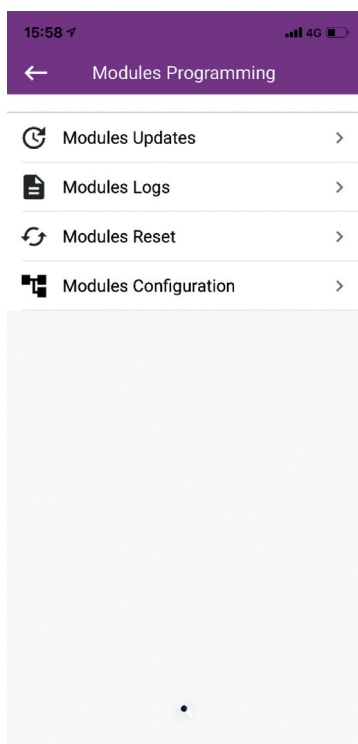 15:58 4G
Modules Programming
Modules Updates
Modules Logs
Modules Reset
Modules Configuration